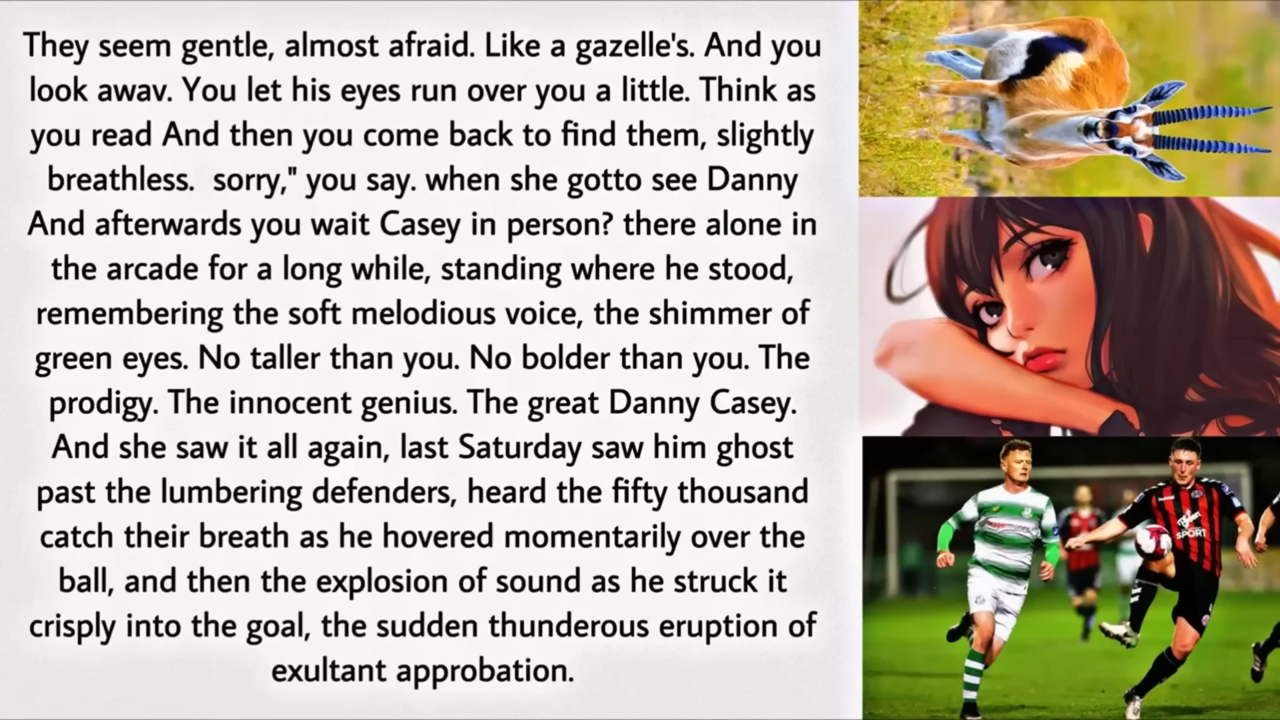 They seem gentle, almost afraid. Like a gazelle's. And you
look awav. You let his eyes run over you a little. Think as
you read And then you come back to find them, slightly
breathless.  sorry," you say. when she gotto see Danny
And afterwards you wait Casey in person? there alone in
the arcade for a long while, standing where he stood,
remembering the soft melodious voice, the shimmer of
green eyes. No taller than you. No bolder than you. The
prodigy. The innocent genius. The great Danny Casey.
And she saw it all again, last Saturday saw him ghost
past the lumbering defenders, heard the fifty thousand
catch their breath as he hovered momentarily over the
ball, and then the explosion of sound as he struck it
crisply into the goal, the sudden thunderous eruption of
exultant approbation.
SPORT